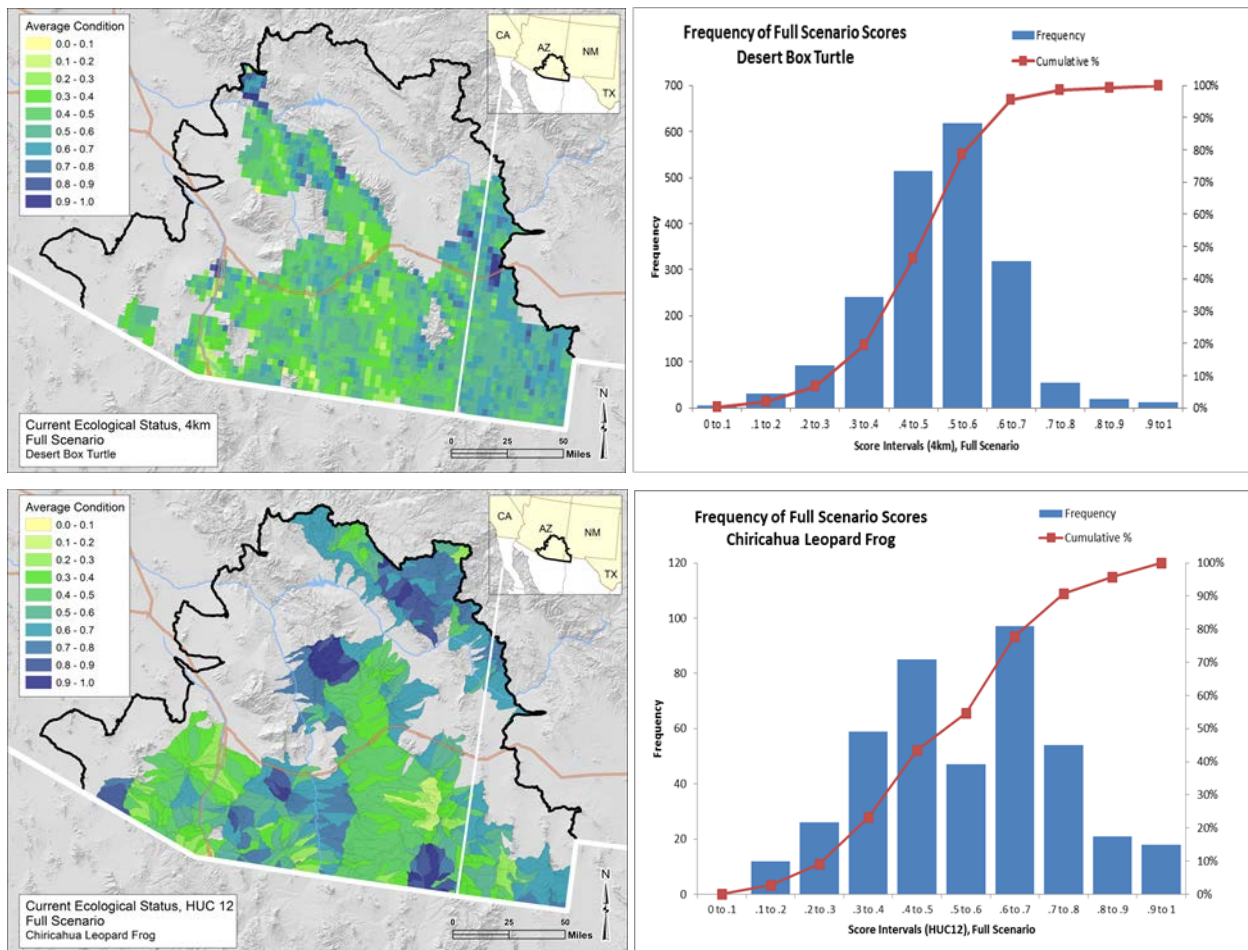 Average Condition
0.0 - 0.1
0.1 - 0.2
0.2 - 0.3
0.3 - 0.4
0.4 - 0.5
0.5 - 0.6
0.6 - 0.7
0.7 - 0.8
0.8 - 0.9
0.9 - 1.0
CA
AZ
NM
TX
N
0 25 50
Miles
Current Ecological Status, 4km
Full Scenario
Desert Box Turtle
Frequency of Full Scenario Scores
Desert Box Turtle
Frequency
Cumulative %
700
600
500
400
300
200
100
0
Frequency
100%
90%
80%
70%
60%
50%
40%
30%
20%
10%
0%
0 to .1 .1 to .2 .2 to .3 .3 to .4 .4 to .5 .5 to .6 .6 to .7 .7 to .8 .8 to .9 .9 to 1
Score Intervals (4km), Full Scenario
Average Condition
0.0 - 0.1
0.1 - 0.2
0.2 - 0.3
0.3 - 0.4
0.4 - 0.5
0.5 - 0.6
0.6 - 0.7
0.7 - 0.8
0.8 - 0.9
0.9 - 1.0
CA
AZ
NM
TX
N
0 25 50
Miles
Current Ecological Status, HUC 12
Full Scenario
Chiricahua Leopard Frog
Frequency of Full Scenario Scores
Chiricahua Leopard Frog
Frequency
Cumulative %
120
100
80
60
40
20
0
Frequency
100%
90%
80%
70%
60%
50%
40%
30%
20%
10%
0%
0 to .1 .1 to .2 .2 to .3 .3 to .4 .4 to .5 .5 to .6 .6 to .7 .7 to .8 .8 to .9 .9 to 1
Score Intervals (HUC12), Full Scenario